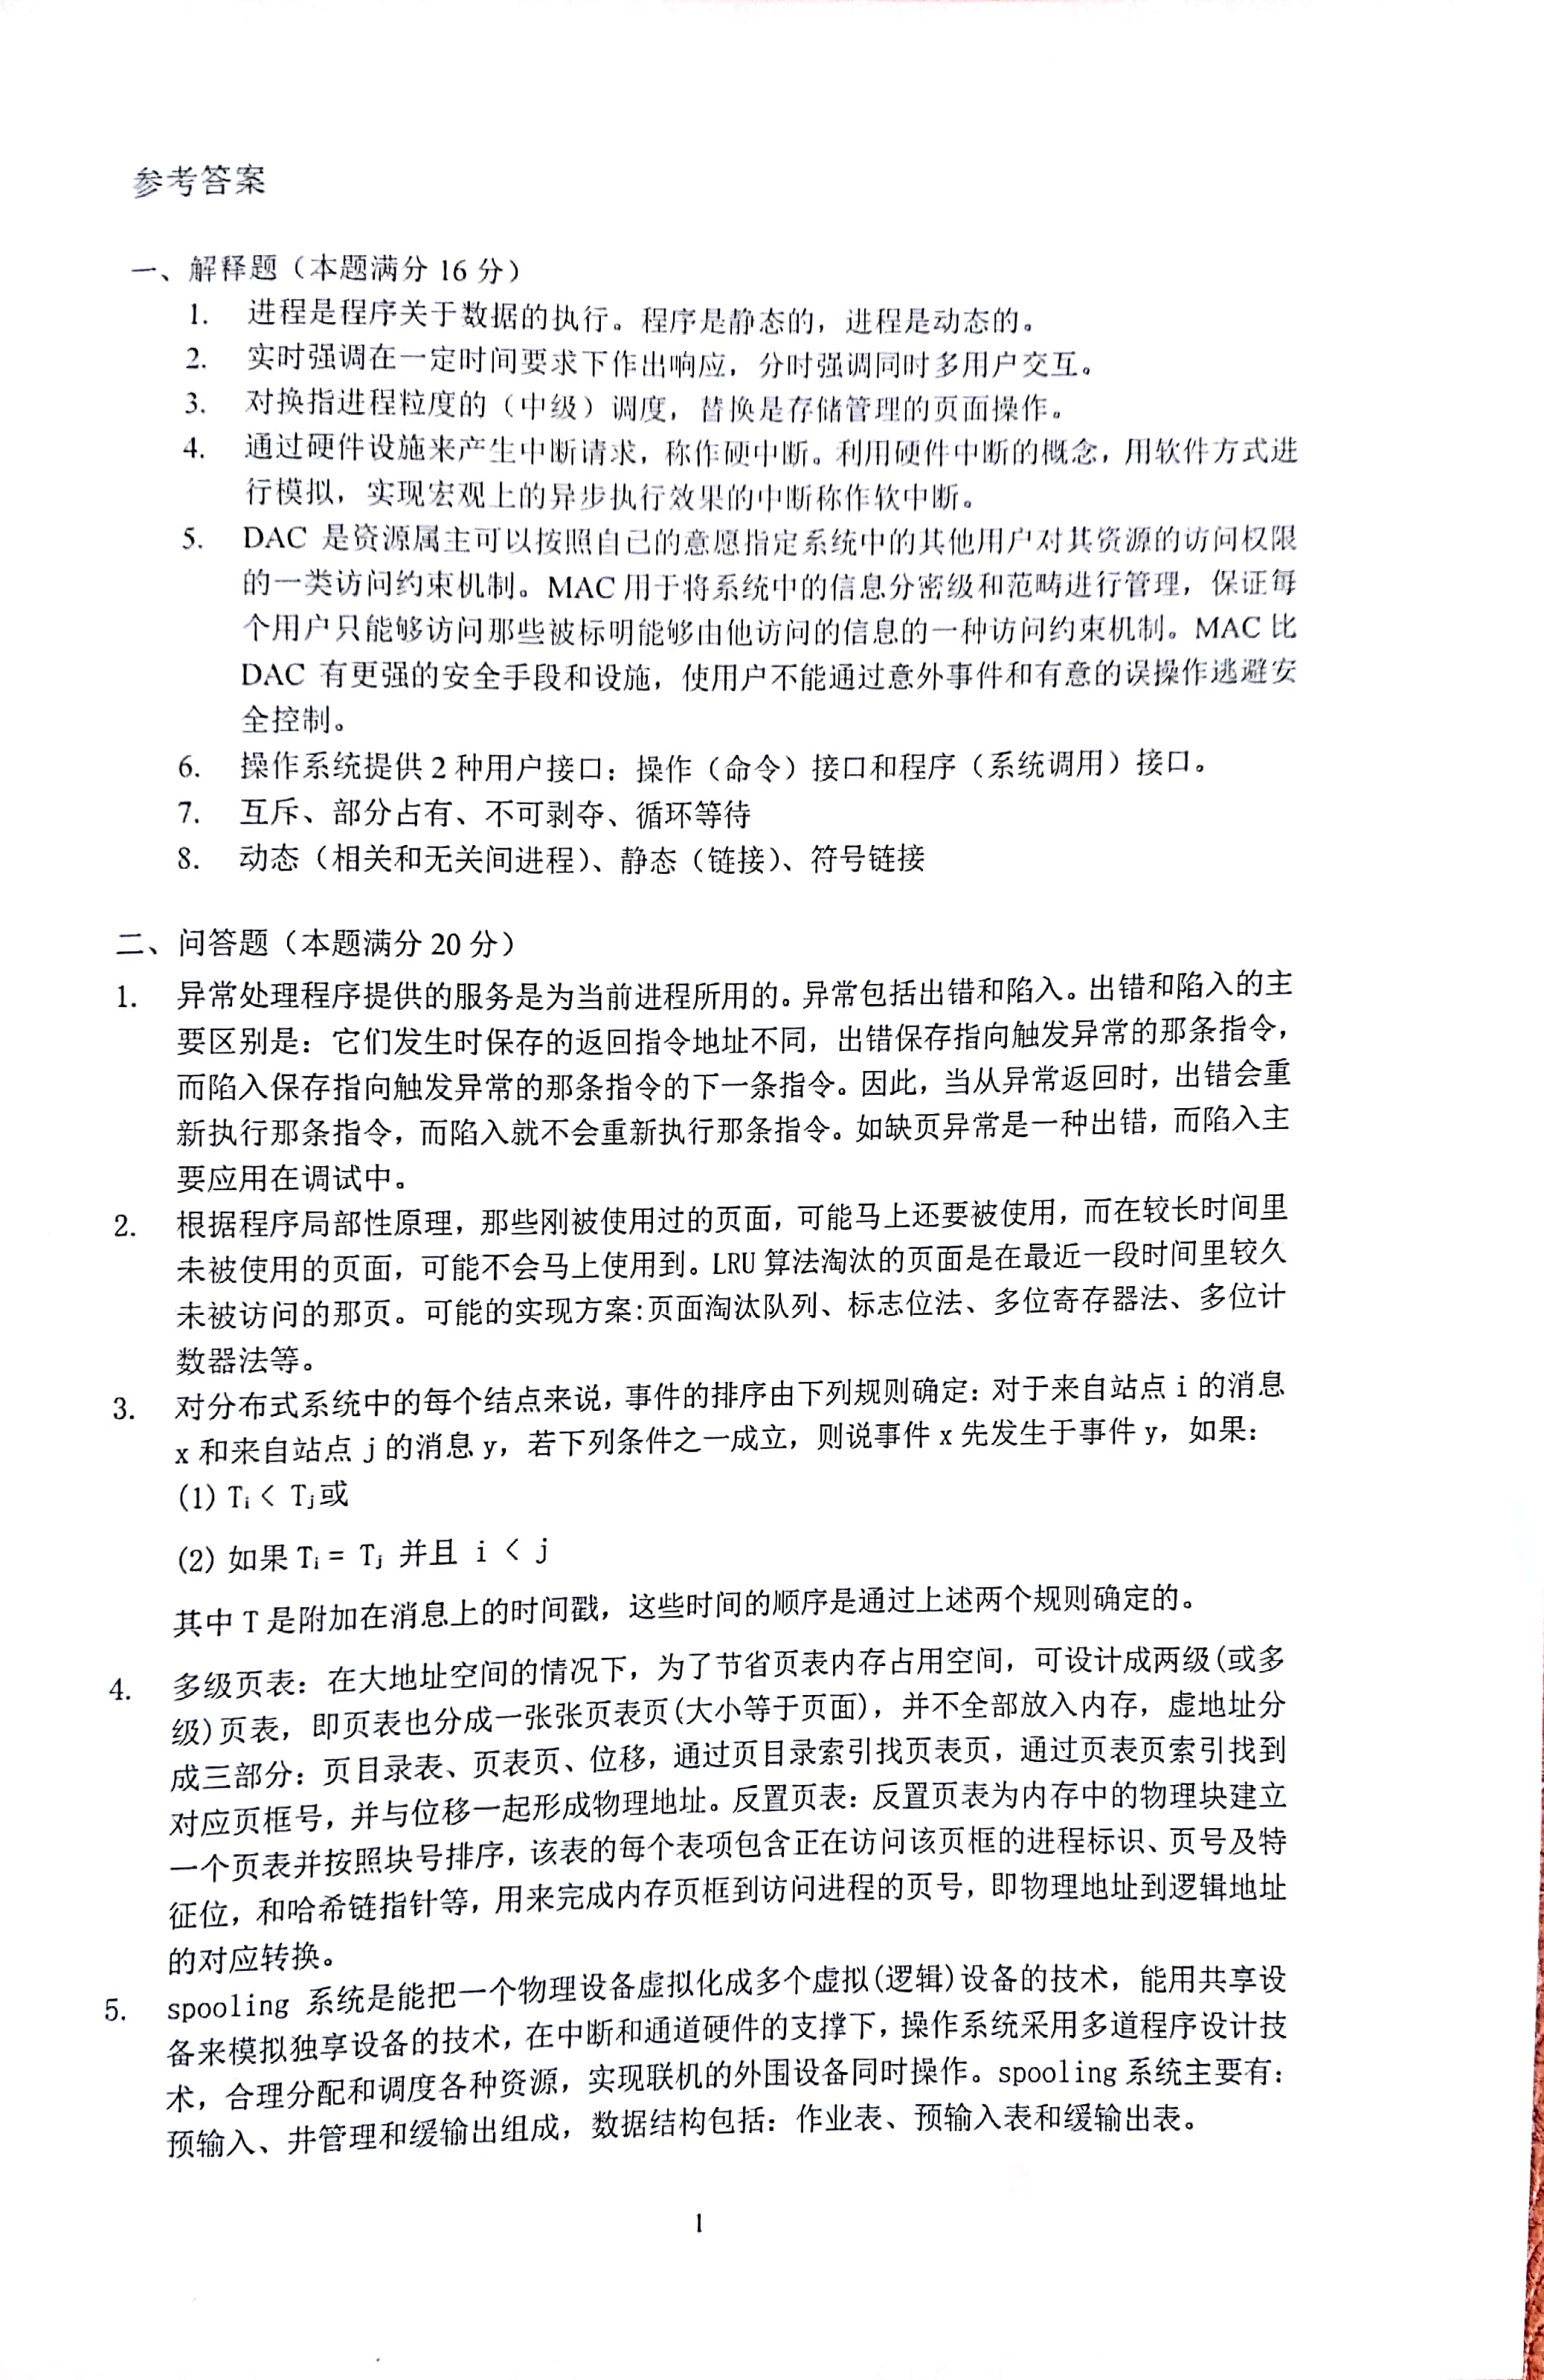 参考答案
一、解释题（本题满分 16 分）
1. 进程是程序关于数据的执行。程序是静态的，进程是动态的。
2. 实时强调在一定时间要求下作出响应，分时强调同时多用户交互。
3. 对换指进程粒度的（中级）调度，替换是存储管理的页面操作。
4. 通过硬件设施来产生中断请求，称作硬中断。利用硬件中断的概念，用软件方式进
行模拟，实现宏观上的异步执行效果的中断称作软中断。
5. DAC 是资源属主可以按照自己的意愿指定系统中的其他用户对其资源的访问权限
的一类访问约束机制。MAC 用于将系统中的信息分密级和范畴进行管理，保证每
个用户只能够访问那些被标明能够由他访问的信息的一种访问约束机制。MAC 比
DAC 有更强的安全手段和设施，使用户不能通过意外事件和有意的误操作逃避安
全控制。
6. 操作系统提供 2 种用户接口：操作（命令）接口和程序（系统调用）接口。
7. 互斥、部分占有、不可剥夺、循环等待
8. 动态（相关和无关间进程）、静态（链接）、符号链接
二、问答题（本题满分 20 分）
1. 异常处理程序提供的服务是为当前进程所用的。异常包括出错和陷入。出错和陷入的主
要区别是：它们发生时保存的返回指令地址不同，出错保存指向触发异常的那条指令，
而陷入保存指向触发异常的那条指令的下一条指令。因此，当从异常返回时，出错会重
新执行那条指令，而陷入就不会重新执行那条指令。如缺页异常是一种出错，而陷入主
要应用在调试中。
2. 根据程序局部性原理，那些刚被使用过的页面，可能马上还要被使用，而在较长时间里
未被使用的页面，可能不会马上使用到。LRU 算法淘汰的页面是在最近一段时间里较久
未被访问的那页。可能的实现方案:页面淘汰队列、标志位法、多位寄存器法、多位计
数器法等。
3. 对分布式系统中的每个结点来说，事件的排序由下列规则确定：对于来自站点 i 的消息
x 和来自站点 j 的消息 y，若下列条件之一成立，则说事件 x 先发生于事件 y，如果：
(1) Ti < Tj或
(2) 如果 Ti = Tj 并且 i < j
其中 T 是附加在消息上的时间戳，这些时间的顺序是通过上述两个规则确定的。
4. 多级页表：在大地址空间的情况下，为了节省页表内存占用空间，可设计成两级(或多
级)页表，即页表也分成一张张页表页(大小等于页面)，并不全部放入内存，虚地址分
成三部分：页目录表、页表页、位移，通过页目录索引找页表页，通过页表页索引找到
对应页框号，并与位移一起形成物理地址。反置页表：反置页表为内存中的物理块建立
一个页表并按照块号排序，该表的每个表项包含正在访问该页框的进程标识、页号及特
征位，和哈希链指针等，用来完成内存页框到访问进程的页号，即物理地址到逻辑地址
的对应转换。
5. spooling 系统是能把一个物理设备虚拟化成多个虚拟(逻辑)设备的技术，能用共享设
备来模拟独享设备的技术，在中断和通道硬件的支撑下，操作系统采用多道程序设计技
术，合理分配和调度各种资源，实现联机的外围设备同时操作。spooling 系统主要有：
预输入、井管理和缓输出组成，数据结构包括：作业表、预输入表和缓输出表。
1